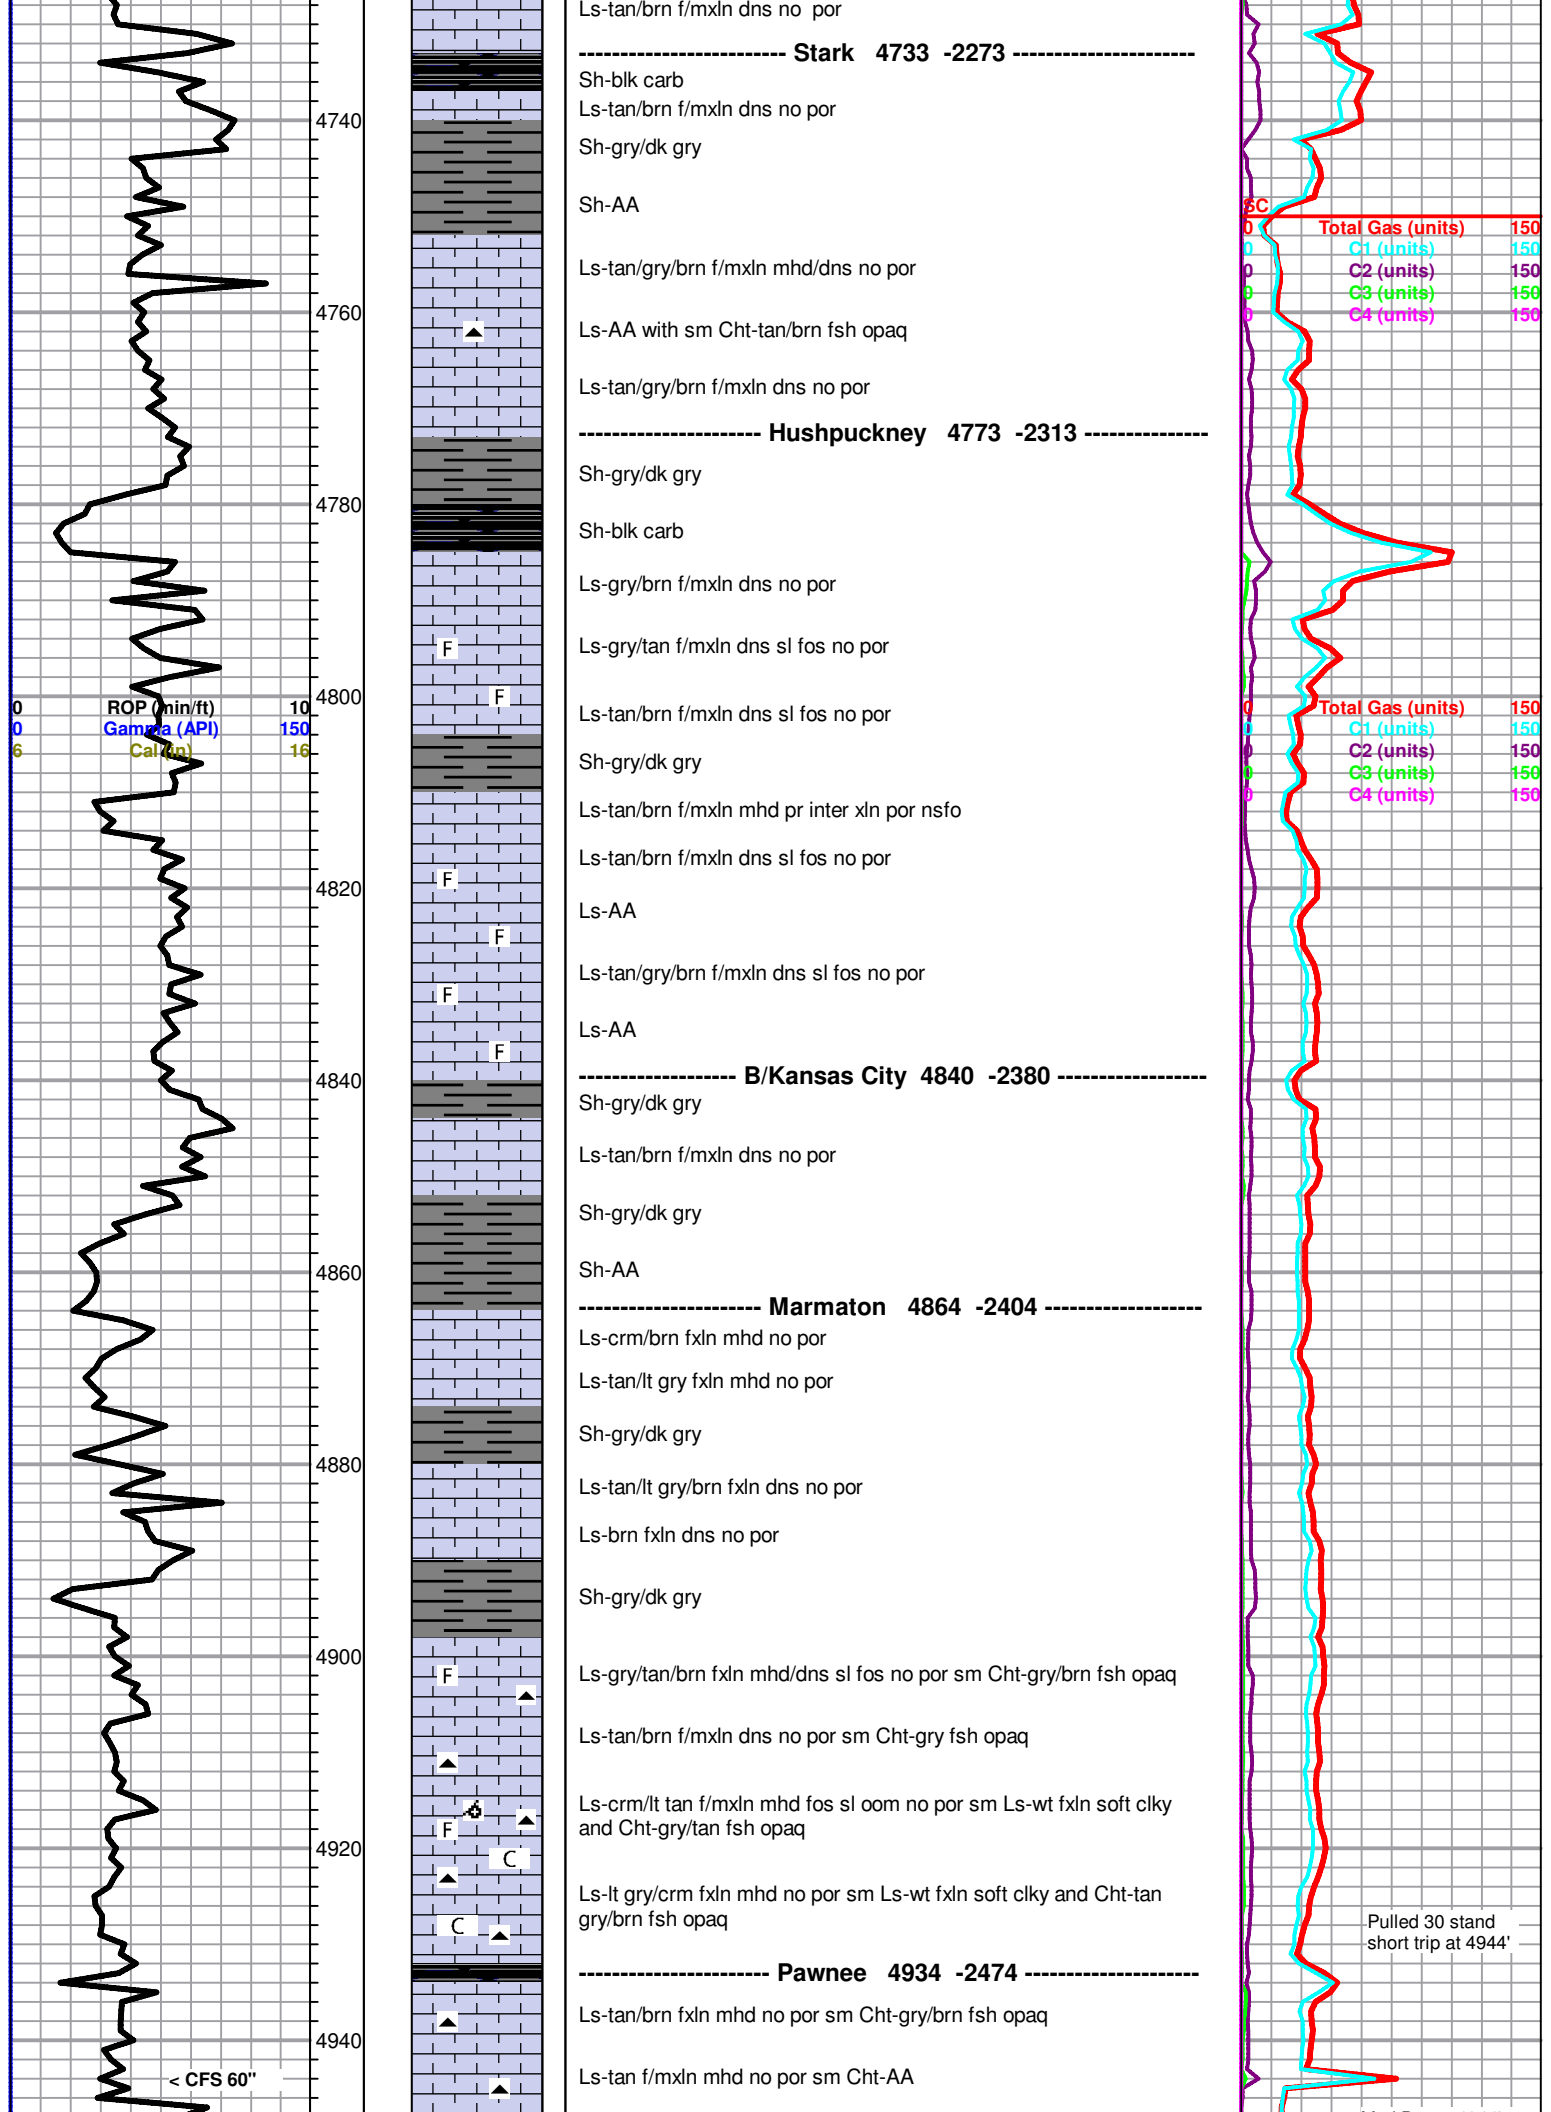 Ls-tan/brn f/mxln dns no por
----------------------- Stark 4733 -2273 ---------------------
Sh-blk carb
Ls-tan/brn f/mxln dns no por
4740
Sh-gry/dk gry
Sh-AA
SC
0 Total Gas (units) 150
0 C1 (units) 150
0 C2 (units) 150
0 C3 (units) 150
0 C4 (units) 150
Ls-tan/gry/brn f/mxln mhd/dns no por
4760
Ls-AA with sm Cht-tan/brn fsh opaq
Ls-tan/gry/brn f/mxln dns no por
--------------------- Hushpuckney 4773 -2313 ---------------
Sh-gry/dk gry
4780
Sh-blk carb
Ls-gry/brn f/mxln dns no por
F
Ls-gry/tan f/mxln dns sl fos no por
F
4800
0 ROP (min/ft) 10
0 Gamma (API) 150
6 Cal (in) 16
Ls-tan/brn f/mxln dns sl fos no por
0 Total Gas (units) 150
0 C1 (units) 150
0 C2 (units) 150
0 C3 (units) 150
0 C4 (units) 150
Sh-gry/dk gry
Ls-tan/brn f/mxln mhd pr inter xln por nsfo
Ls-tan/brn f/mxln dns sl fos no por
F
4820
Ls-AA
F
Ls-tan/gry/brn f/mxln dns sl fos no por
F
Ls-AA
F
------------------ B/Kansas City 4840 -2380 -----------------
4840
Sh-gry/dk gry
Ls-tan/brn f/mxln dns no por
Sh-gry/dk gry
Sh-AA
4860
--------------------- Marmaton 4864 -2404 ------------------
Ls-crm/brn fxln mhd no por
Ls-tan/lt gry fxln mhd no por
Sh-gry/dk gry
4880
Ls-tan/lt gry/brn fxln dns no por
Ls-brn fxln dns no por
Sh-gry/dk gry
4900
F
Ls-gry/tan/brn fxln mhd/dns sl fos no por sm Cht-gry/brn fsh opaq
Ls-tan/brn f/mxln dns no por sm Cht-gry fsh opaq
Ls-crm/lt tan f/mxln mhd fos sl oom no por sm Ls-wt fxln soft clky
and Cht-gry/tan fsh opaq
F
4920
C
Ls-lt gry/crm fxln mhd no por sm Ls-wt fxln soft clky and Cht-tan
gry/brn fsh opaq
C
Pulled 30 stand
short trip at 4944'
---------------------- Pawnee 4934 -2474 ---------------------
Ls-tan/brn fxln mhd no por sm Cht-gry/brn fsh opaq
4940
Ls-tan f/mxln mhd no por sm Cht-AA
< CFS 60"